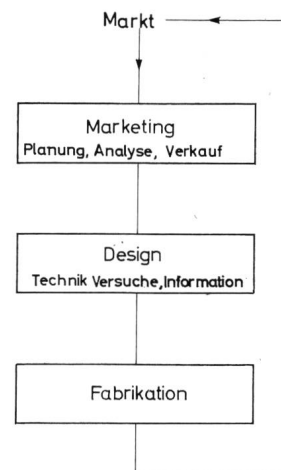 Markt
Marketing
Planung, Analyse, Verkauf
Design
Technik Versuche, Information
Fabrikation